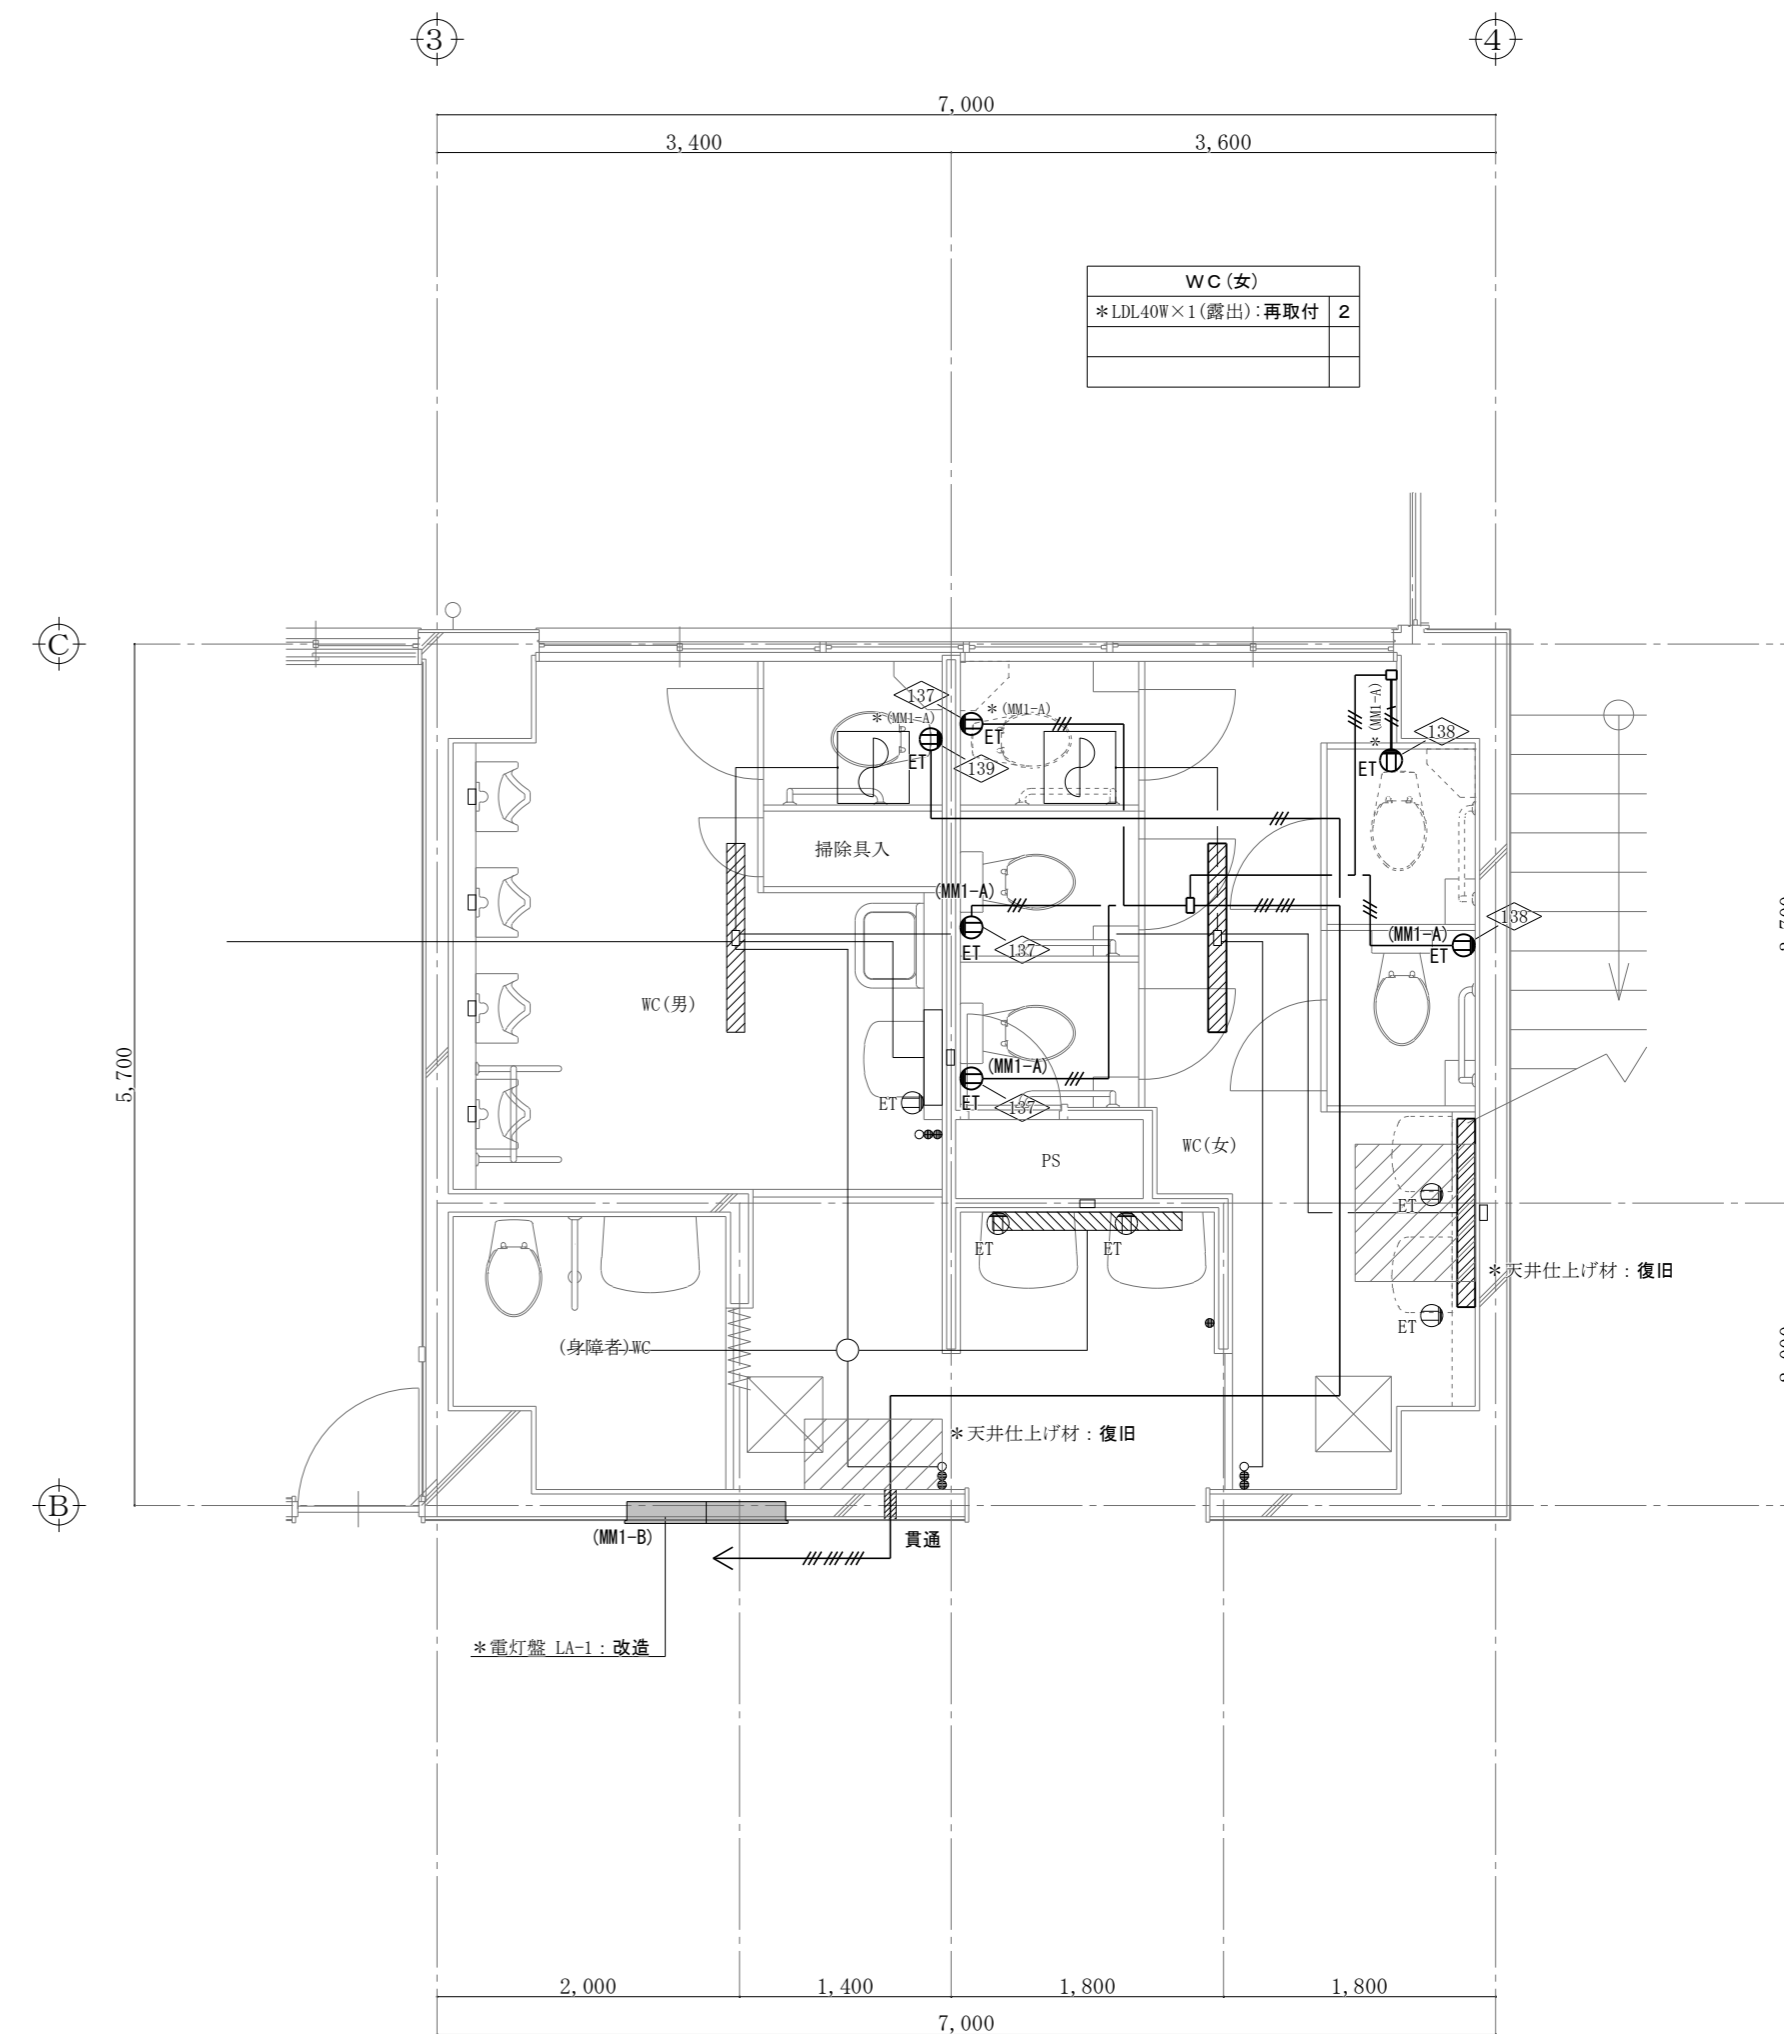 3
4
7,000
3,400
3,600
WC(女)
*LDL40W×1(露出):再取付 2
C
137
*(MM1-A)
*(MM1-A)
*(MM1-A)
138
ET
ET
139
ET
掃除具入
(MM1-A)
138
(MM1-A)
ET
137
ET
WC(男)
5,700
(MM1-A)
ET
ET
137
WC(女)
PS
ET
ET
ET
*天井仕上げ材:復旧
ET
(身障者)WC
*天井仕上げ材:復旧
B
(MM1-B)
貫通
*電灯盤 LA-1:改造
2,000
1,400
1,800
1,800
7,000